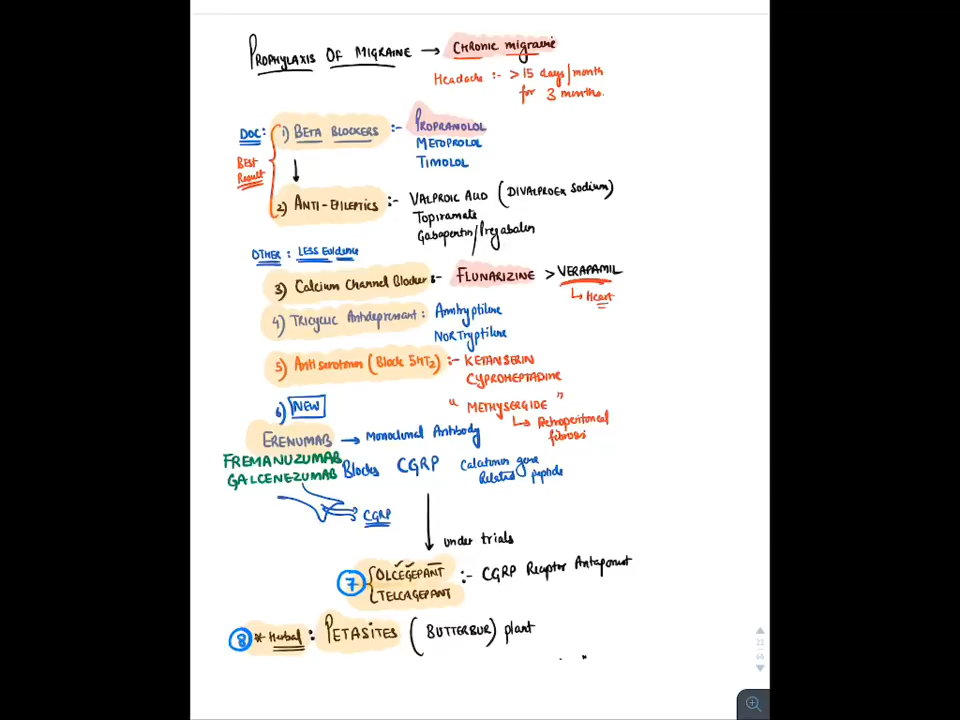 PROPHYLAXIS OF MIGRAINE → CHRONIC migraine
Headache :- > 15 days/month
for 3 months.
DOC: 1) BETA BLOCKERS :- PROPRANOLOL
METOPROLOL
BEST Result
TIMOLOL
2) ANTI-EPILEPTICS :- VALPROIC ACID (DIVALPROEX Sodium)
Topiramate
Gabapentin/Pregabalin
OTHER : LESS Evidence
3) Calcium Channel Blocker :- FLUNARIZINE > VERAPAMIL
↳ Heart
4) TRICYCLIC Antidepressant : Amitryptiline
NORTryptiline
5) Antiserotonin (Block 5HT2) :- KETANSERIN
CYPROHEPTADINE
6) NEW
" METHYSERGIDE "
↳ Retroperitoneal fibrosis
ERENUMAB → Monoclonal Antibody
FREMANUZUMAB
GALCENEZUMAB Blocks CGRP Calcitonin gene Related peptide
CGRP
under trials
7 OLCEGEPANT :- CGRP Receptor Antagonist
TELCAGEPANT
8 * Herbal : PETASITES (BUTTERBUR) plant
22
66